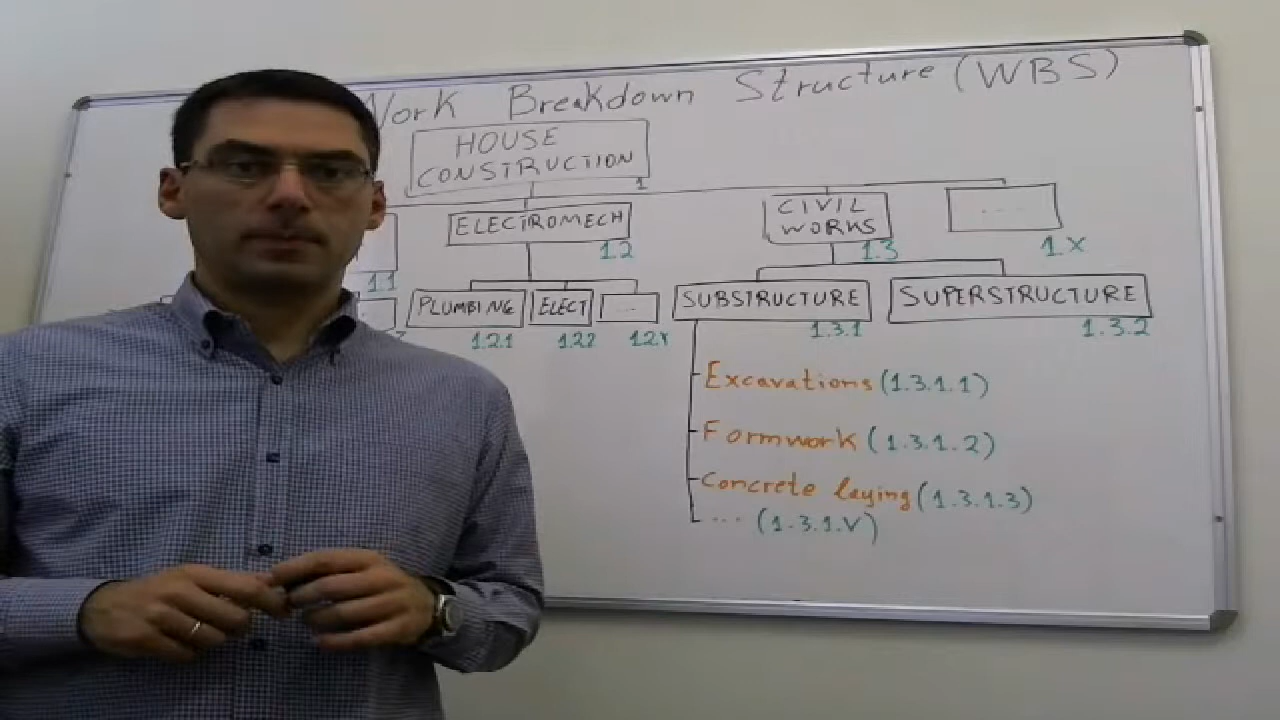 Work Breakdown Structure (WBS)
HOUSE
CONSTRUCTION
1
ELECTROMECH
CIVIL
WORKS
....
1.1
1.2
1.3
1.X
PLUMBING
ELECT
...
SUBSTRUCTURE
SUPERSTRUCTURE
1.2.1
1.2.2
1.3.1
1.3.2
Excavations (1.3.1.1)
Formwork (1.3.1.2)
Concrete laying (1.3.1.3)
... (1.3.1.V)